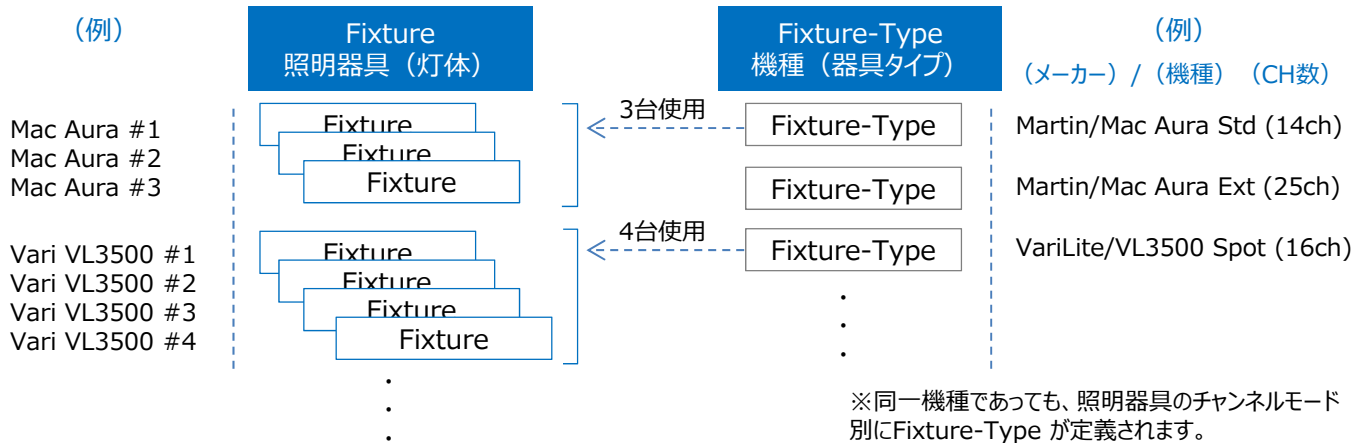 （例）
Fixture
照明器具（灯体）
Fixture-Type
機種（器具タイプ）
（例）
（メーカー）/（機種）（CH数）
Mac Aura #1
Mac Aura #2
Mac Aura #3
Fixture
Fixture
Fixture
3台使用
Fixture-Type
Martin/Mac Aura Std (14ch)
Fixture-Type
Martin/Mac Aura Ext (25ch)
Vari VL3500 #1
Vari VL3500 #2
Vari VL3500 #3
Vari VL3500 #4
Fixture
Fixture
Fixture
Fixture
4台使用
Fixture-Type
VariLite/VL3500 Spot (16ch)
・
・
・
・
・
・
※同一機種であっても、照明器具のチャンネルモード
別にFixture-Type が定義されます。